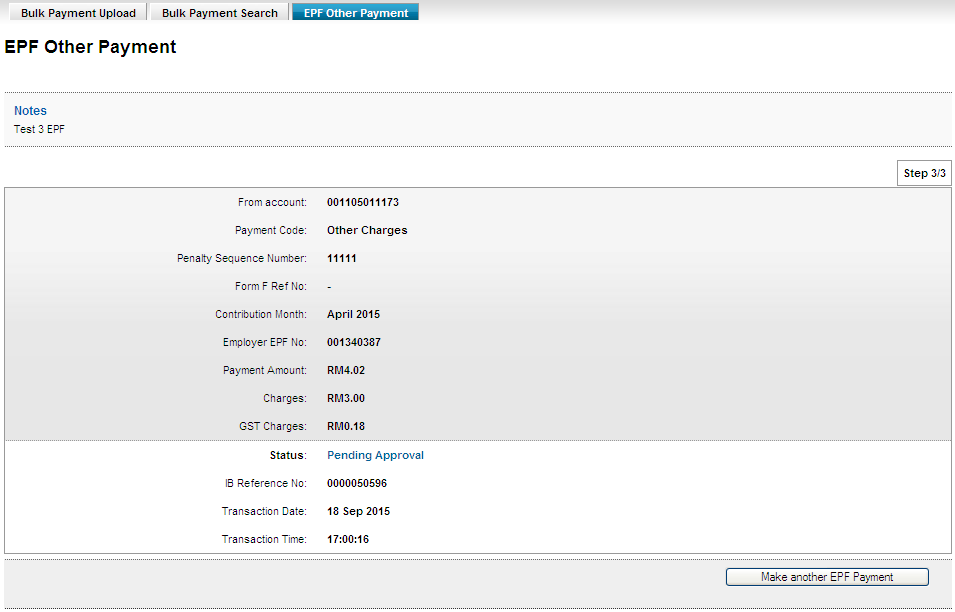 Bulk Payment Upload Bulk Payment Search EPF Other Payment
EPF Other Payment
Notes
Test 3 EPF
Step 3/3
From account: 001105011173
Payment Code: Other Charges
Penalty Sequence Number: 11111
Form F Ref No: -
Contribution Month: April 2015
Employer EPF No: 001340387
Payment Amount: RM4.02
Charges: RM3.00
GST Charges: RM0.18
Status: Pending Approval
IB Reference No: 0000050596
Transaction Date: 18 Sep 2015
Transaction Time: 17:00:16
Make another EPF Payment